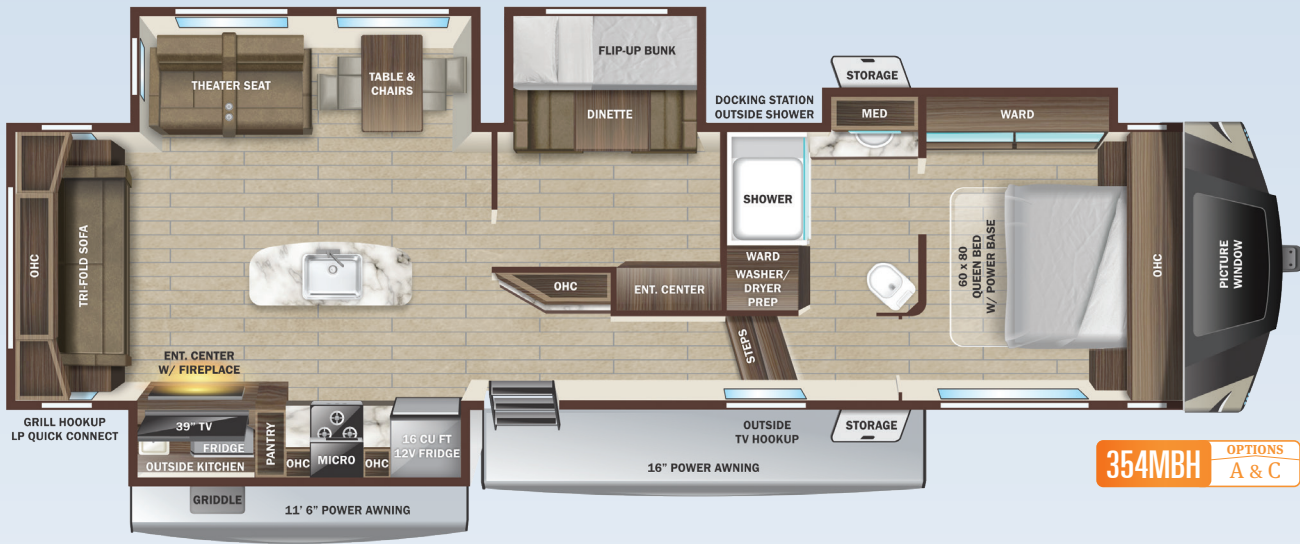 FLIP-UP BUNK
THEATER SEAT
TABLE &
CHAIRS
DINETTE
STORAGE
DOCKING STATION
OUTSIDE SHOWER
MED
WARD
SHOWER
OHC
TRI-FOLD SOFA
WARD
WASHER/
DRYER
PREP
OHC
ENT. CENTER
60 x 80
QUEEN BED
W/ POWER BASE
OHC
PICTURE
WINDOW
STEPS
ENT. CENTER
W/ FIREPLACE
GRILL HOOKUP
LP QUICK CONNECT
39" TV
FRIDGE
OUTSIDE KITCHEN
PANTRY
OHC
MICRO
OHC
16 CU FT
12V FRIDGE
GRIDDLE
11' 6" POWER AWNING
OUTSIDE
TV HOOKUP
STORAGE
16" POWER AWNING
354MBH
OPTIONS
A & C